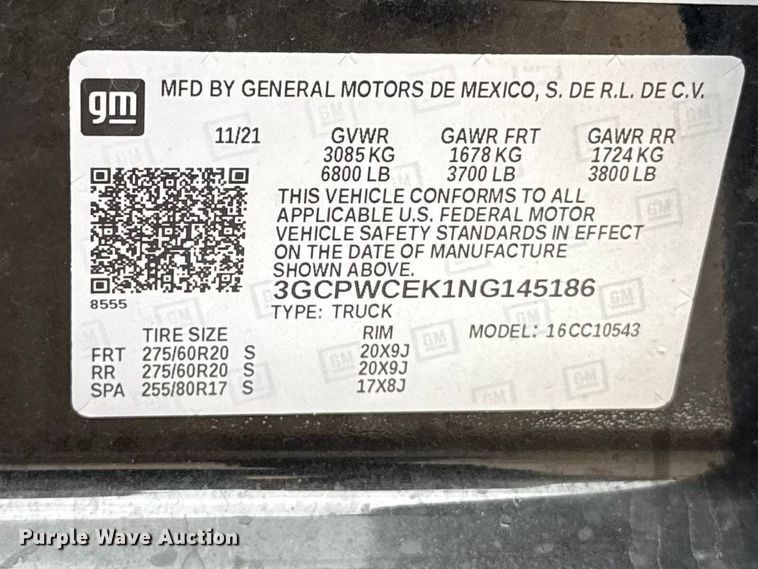 gm MFD BY GENERAL MOTORS DE MEXICO, S. DE R.L. DE C.V.
11/21 GVWR GAWR FRT GAWR RR
3085 KG 1678 KG 1724 KG
6800 LB 3700 LB 3800 LB
THIS VEHICLE CONFORMS TO ALL
APPLICABLE U.S. FEDERAL MOTOR
VEHICLE SAFETY STANDARDS IN EFFECT
ON THE DATE OF MANUFACTURE
SHOWN ABOVE.
8555
3GCPWCEK1NG145186
TYPE: TRUCK
TIRE SIZE RIM MODEL: 16CC10543
FRT 275/60R20 S 20X9J
RR 275/60R20 S 20X9J
SPA 255/80R17 S 17X8J
Purple Wave Auction